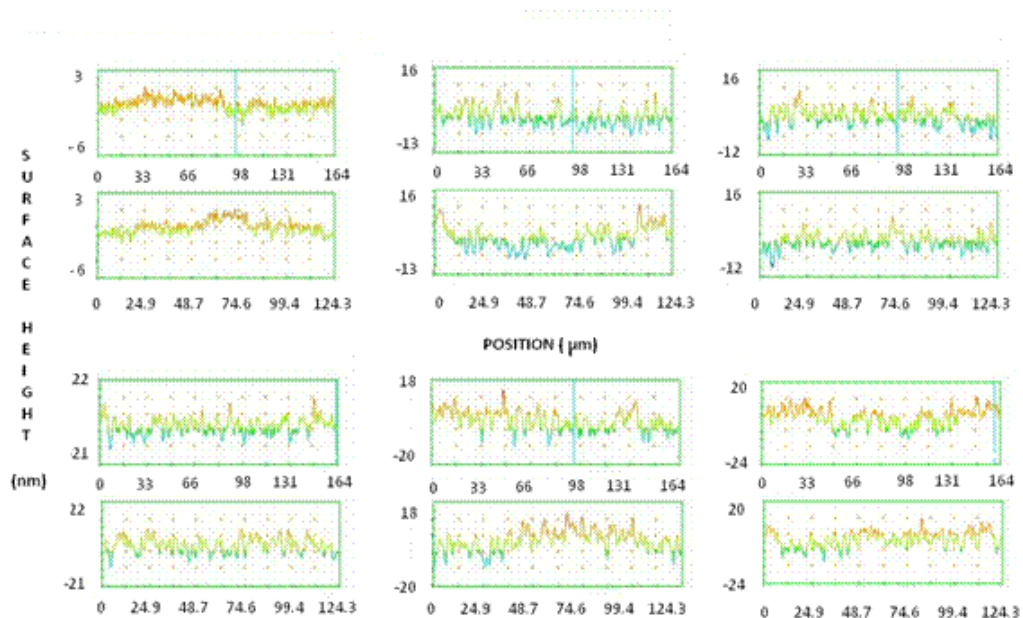 3 16 16
-6 -13 -12
0 33 66 98 131 164 0 33 66 98 131 164 0 33 66 98 131 164
3 16 16
-6 -13 -12
0 24.9 48.7 74.6 99.4 124.3 0 24.9 48.7 74.6 99.4 124.3 0 24.9 48.7 74.6 99.4 124.3
SURFACE HEIGHT (nm)
POSITION ( µm)
22 18 20
-21 -20 -24
0 33 66 98 131 164 0 33 66 98 131 164 0 33 66 98 131 164
22 18 20
-21 -20 -24
0 24.9 48.7 74.6 99.4 124.3 0 24.9 48.7 74.6 99.4 124.3 0 24.9 48.7 74.6 99.4 124.3